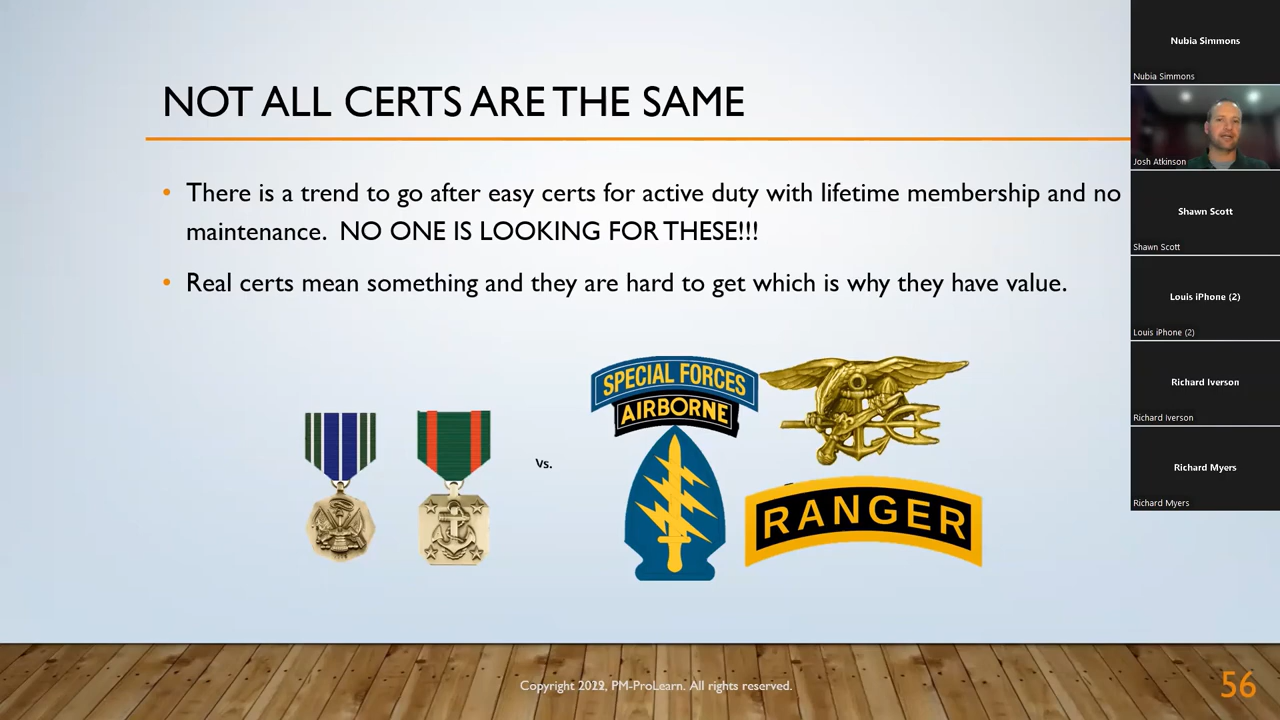 NOT ALL CERTS ARE THE SAME
There is a trend to go after easy certs for active duty with lifetime membership and no
maintenance. NO ONE IS LOOKING FOR THESE!!!
Real certs mean something and they are hard to get which is why they have value.
Vs.
SPECIAL FORCES
AIRBORNE
RANGER
Copyright PM-ProLearn. All rights reserved.
56
Nubia Simmons
Nubia Simmons
Josh Atkinson
Shawn Scott
Shawn Scott
Louis iPhone (2)
Louis iPhone (2)
Richard Iverson
Richard Iverson
Richard Myers
Richard Myers